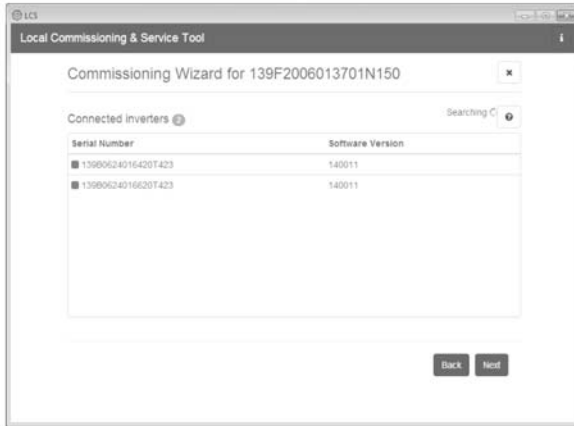 LCS
Local Commissioning & Service Tool
i
Commissioning Wizard for 139F2006013701N150
×
Connected inverters 2
Searching
?
Serial Number Software Version
139B0624016420T423 140011
139B0624016620T423 140011
Back Next